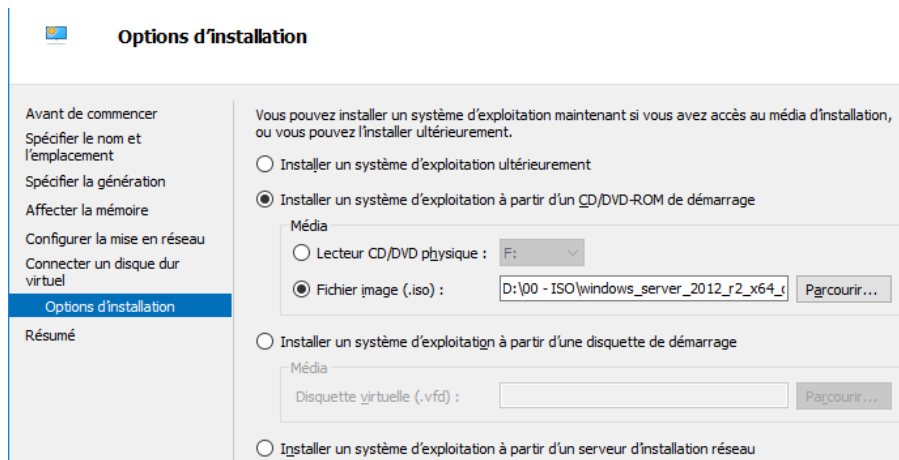 Options d'installation
Avant de commencer
Spécifier le nom et
l'emplacement
Spécifier la génération
Affecter la mémoire
Configurer la mise en réseau
Connecter un disque dur
virtuel
Options d'installation
Résumé
Vous pouvez installer un système d'exploitation maintenant si vous avez accès au média d'installation,
ou vous pouvez l'installer ultérieurement.
Installer un système d'exploitation ultérieurement
Installer un système d'exploitation à partir d'un CD/DVD-ROM de démarrage
Média
Lecteur CD/DVD physique : F:
Fichier image (.iso) : D:\00 - ISO\windows_server_2012_r2_x64_ Parcourir...
Installer un système d'exploitation à partir d'une disquette de démarrage
Média
Disquette virtuelle (.vfd) : Parcourir...
Installer un système d'exploitation à partir d'un serveur d'installation réseau